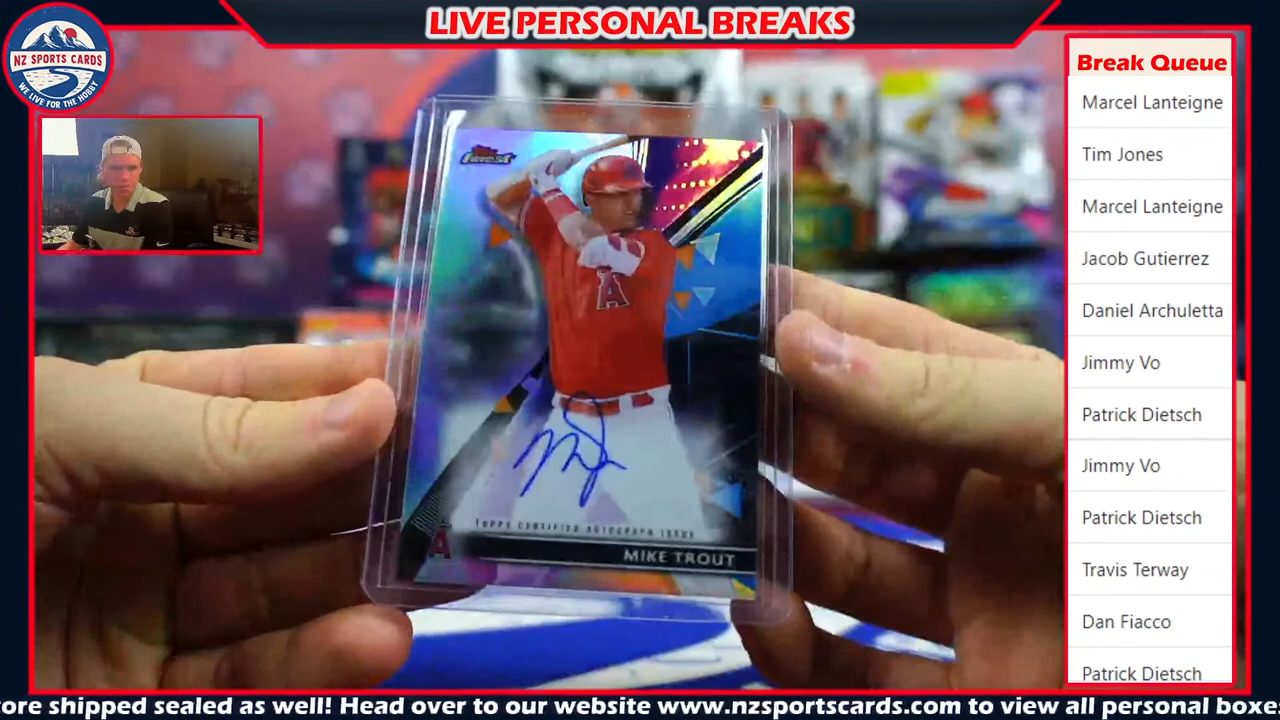 LIVE PERSONAL BREAKS
NZ SPORTS CARDS
WE LIVE FOR THE HOBBY
Break Queue
Marcel Lanteigne
Tim Jones
Marcel Lanteigne
Jacob Gutierrez
Daniel Archuletta
Jimmy Vo
Patrick Dietsch
Jimmy Vo
Patrick Dietsch
Travis Terway
Dan Fiacco
Patrick Dietsch
FINEST
A
TOPPS CERTIFIED AUTOGRAPH ISSUE
A
MIKE TROUT
ore shipped sealed as well! Head over to our website www.nzsportscards.com to view all personal boxes